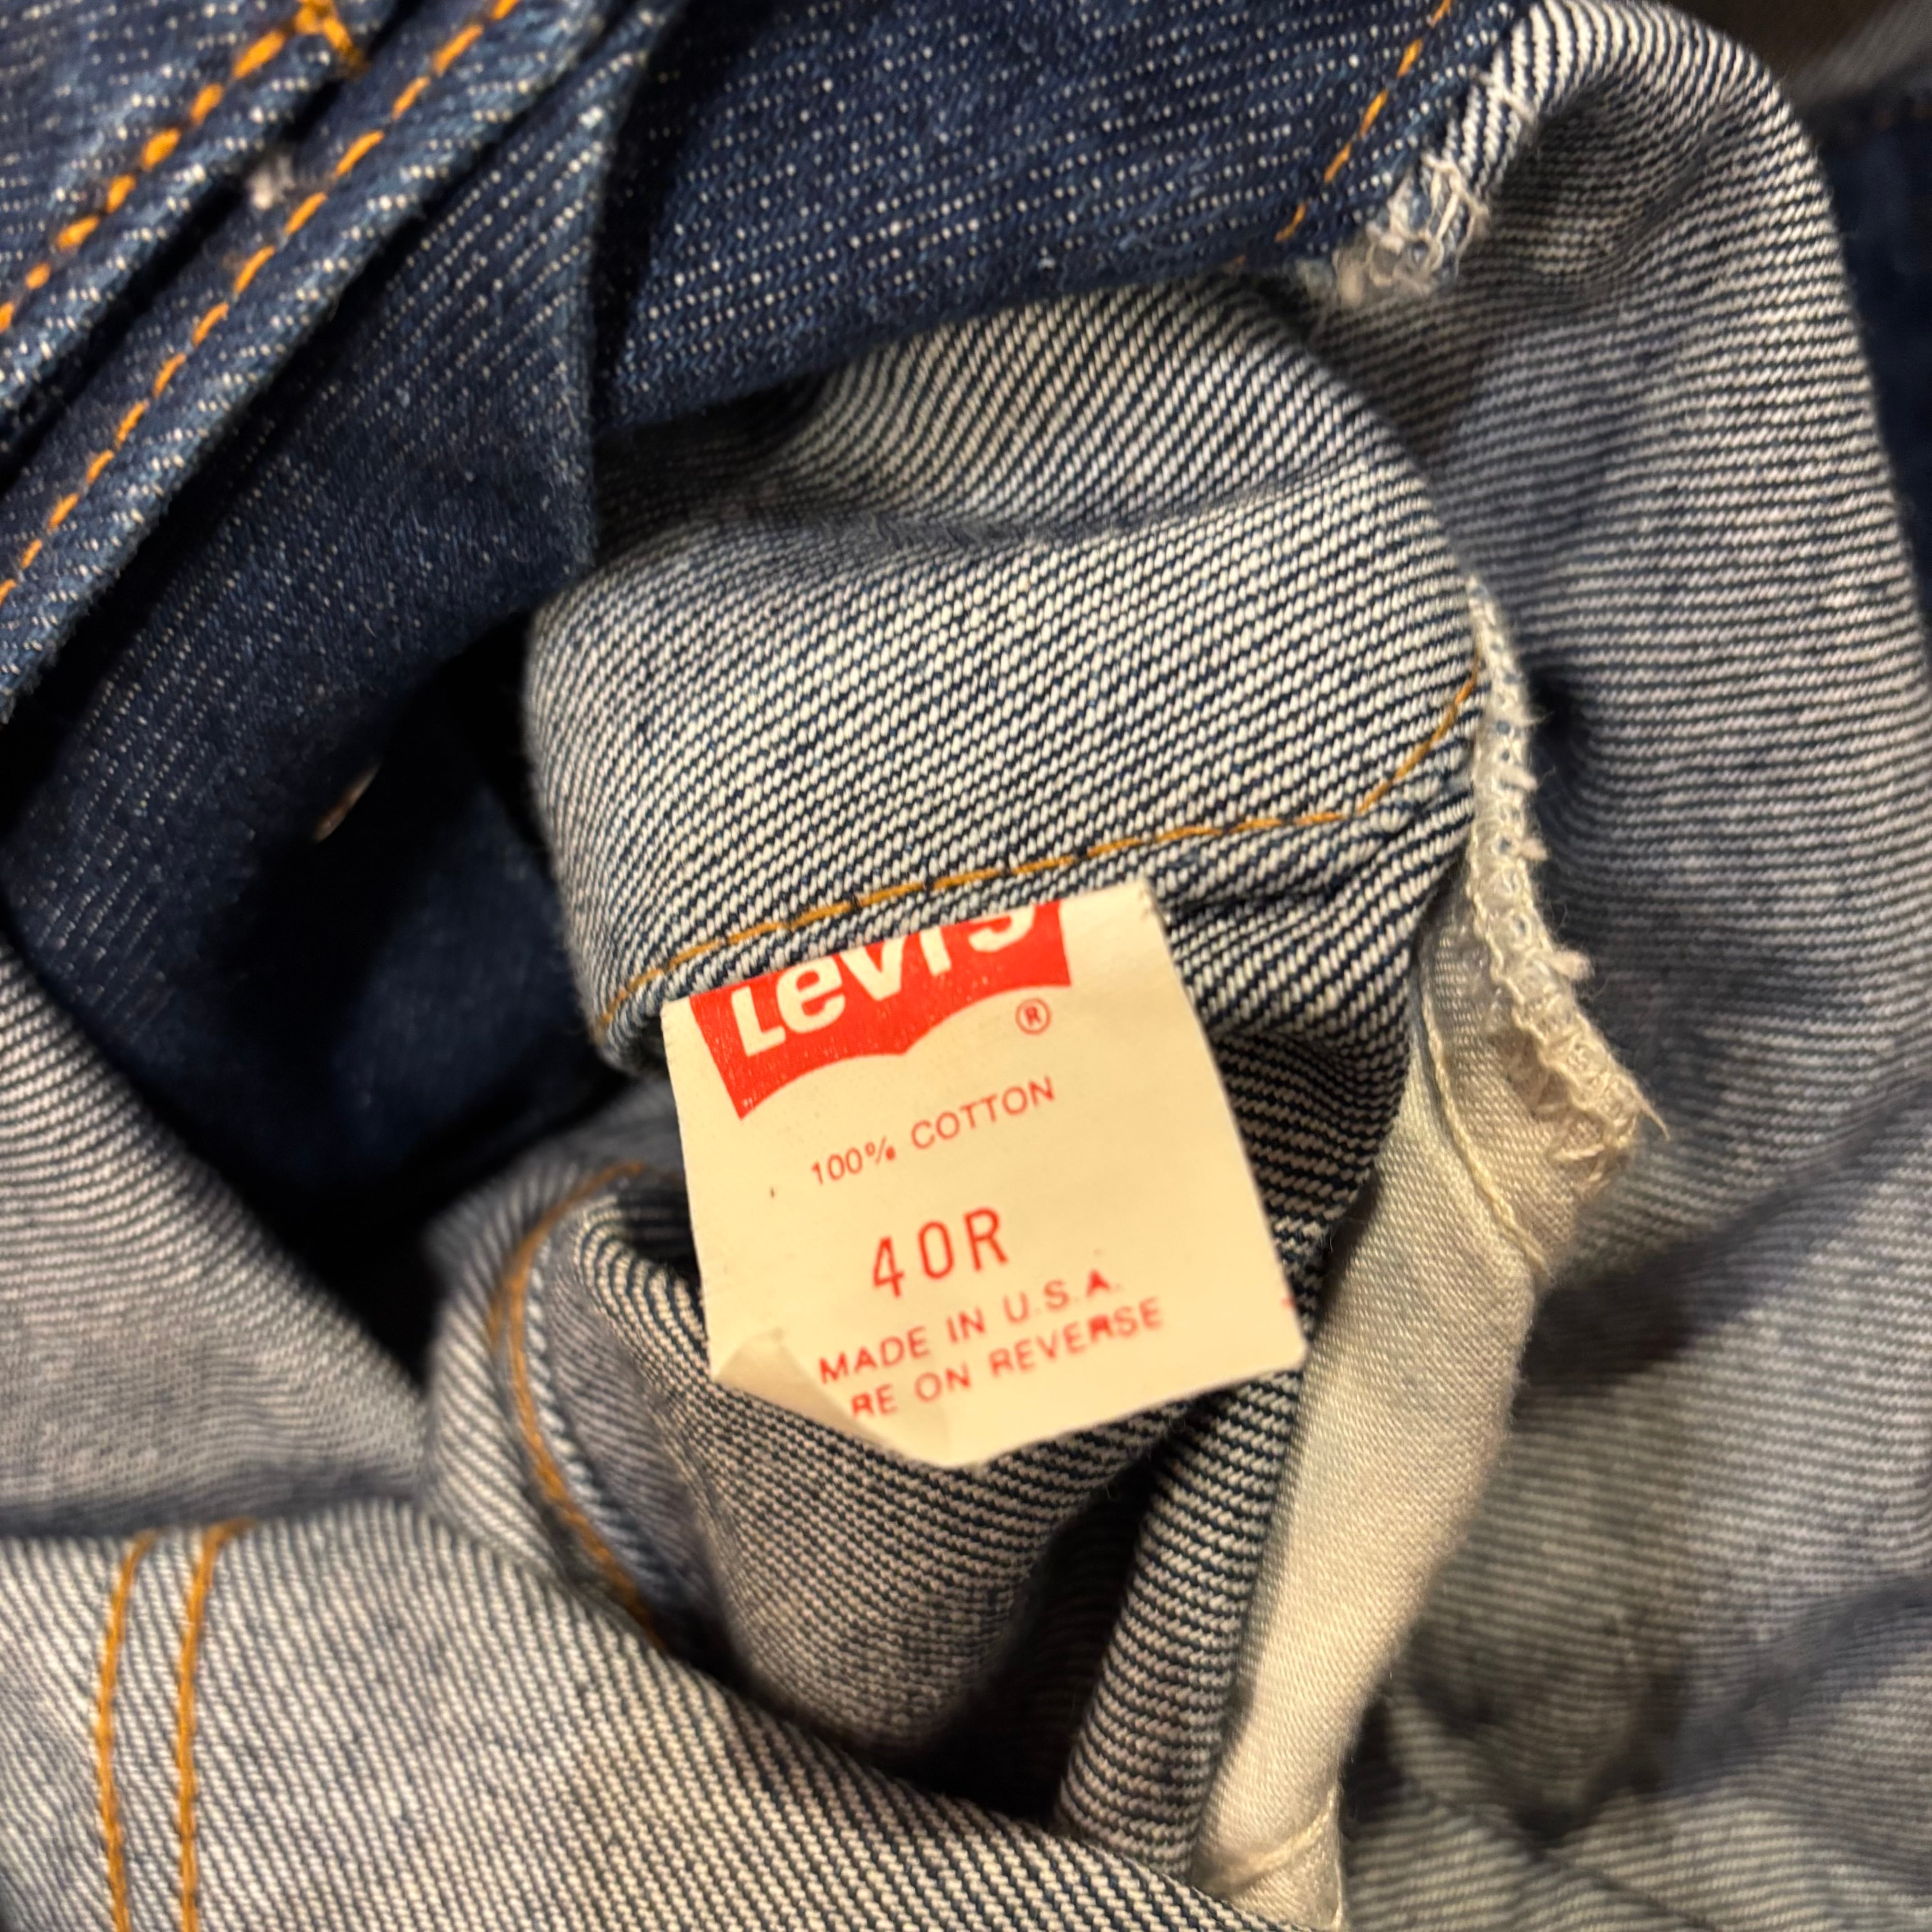 Levi's
®
100% COTTON
40R
MADE IN U.S.A.
RE ON REVERSE